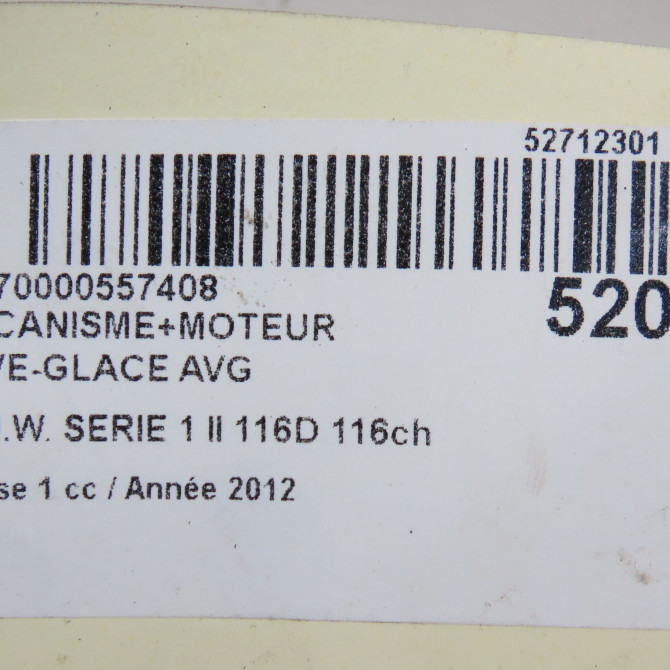 52712301
70000557408
520
CANISME+MOTEUR
VE-GLACE AVG
.W. SERIE 1 II 116D 116ch
se 1 cc / Année 2012